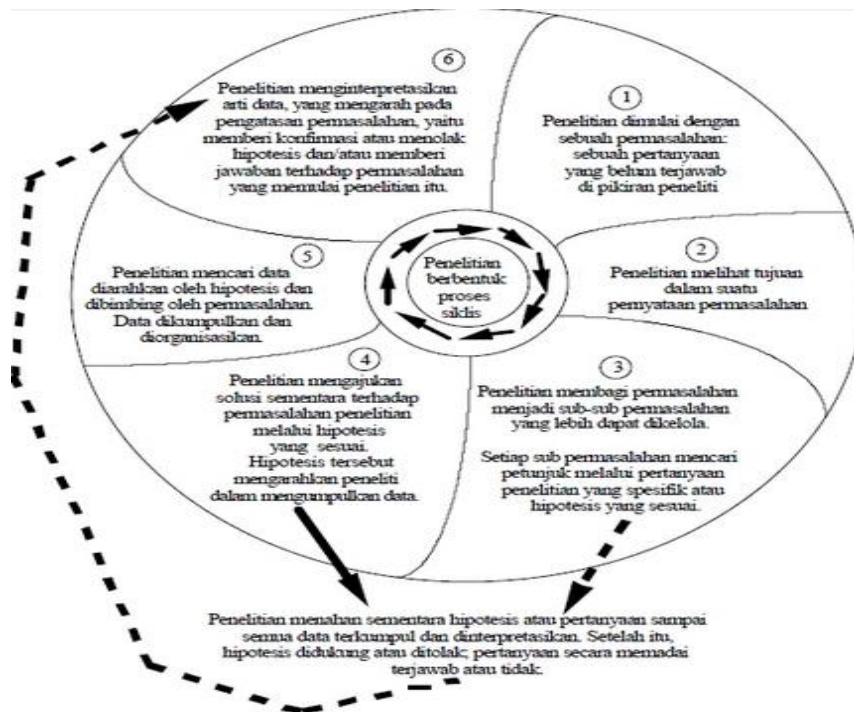 6
Penelitian menginterpretasikan
arti data, yang mengarah pada
pengatasan permasalahan, yaitu
memberi konfirmasi atau menolak
hipotesis dan/atau memberi
jawaban terhadap permasalahan
yang memulai penelitian itu.
1
Penelitian dimulai dengan
sebuah permasalahan:
sebuah pertanyaan
yang belum terjawab
di pikiran peneliti
2
Penelitian melihat tujuan
dalam suatu
pernyataan permasalahan
3
Penelitian membagi permasalahan
menjadi sub-sub permasalahan
yang lebih dapat dikelola.
Setiap sub permasalahan mencari
petunjuk melalui pertanyaan
penelitian yang spesifik atau
hipotesis yang sesuai.
4
Penelitian mengajukan
solusi sementara terhadap
permasalahan penelitian
melalui hipotesis
yang sesuai.
Hipotesis tersebut
mengarahkan peneliti
dalam mengumpulkan data.
5
Penelitian mencari data
diarahkan oleh hipotesis dan
dibimbing oleh permasalahan.
Data dikumpulkan dan
diorganisasikan.
Penelitian
berbentuk
proses
siklis
Penelitian menahan sementara hipotesis atau pertanyaan sampai
semua data terkumpul dan dinterpretasikan. Setelah itu,
hipotesis didukung atau ditolak; pertanyaan secara memadai
terjawab atau tidak.